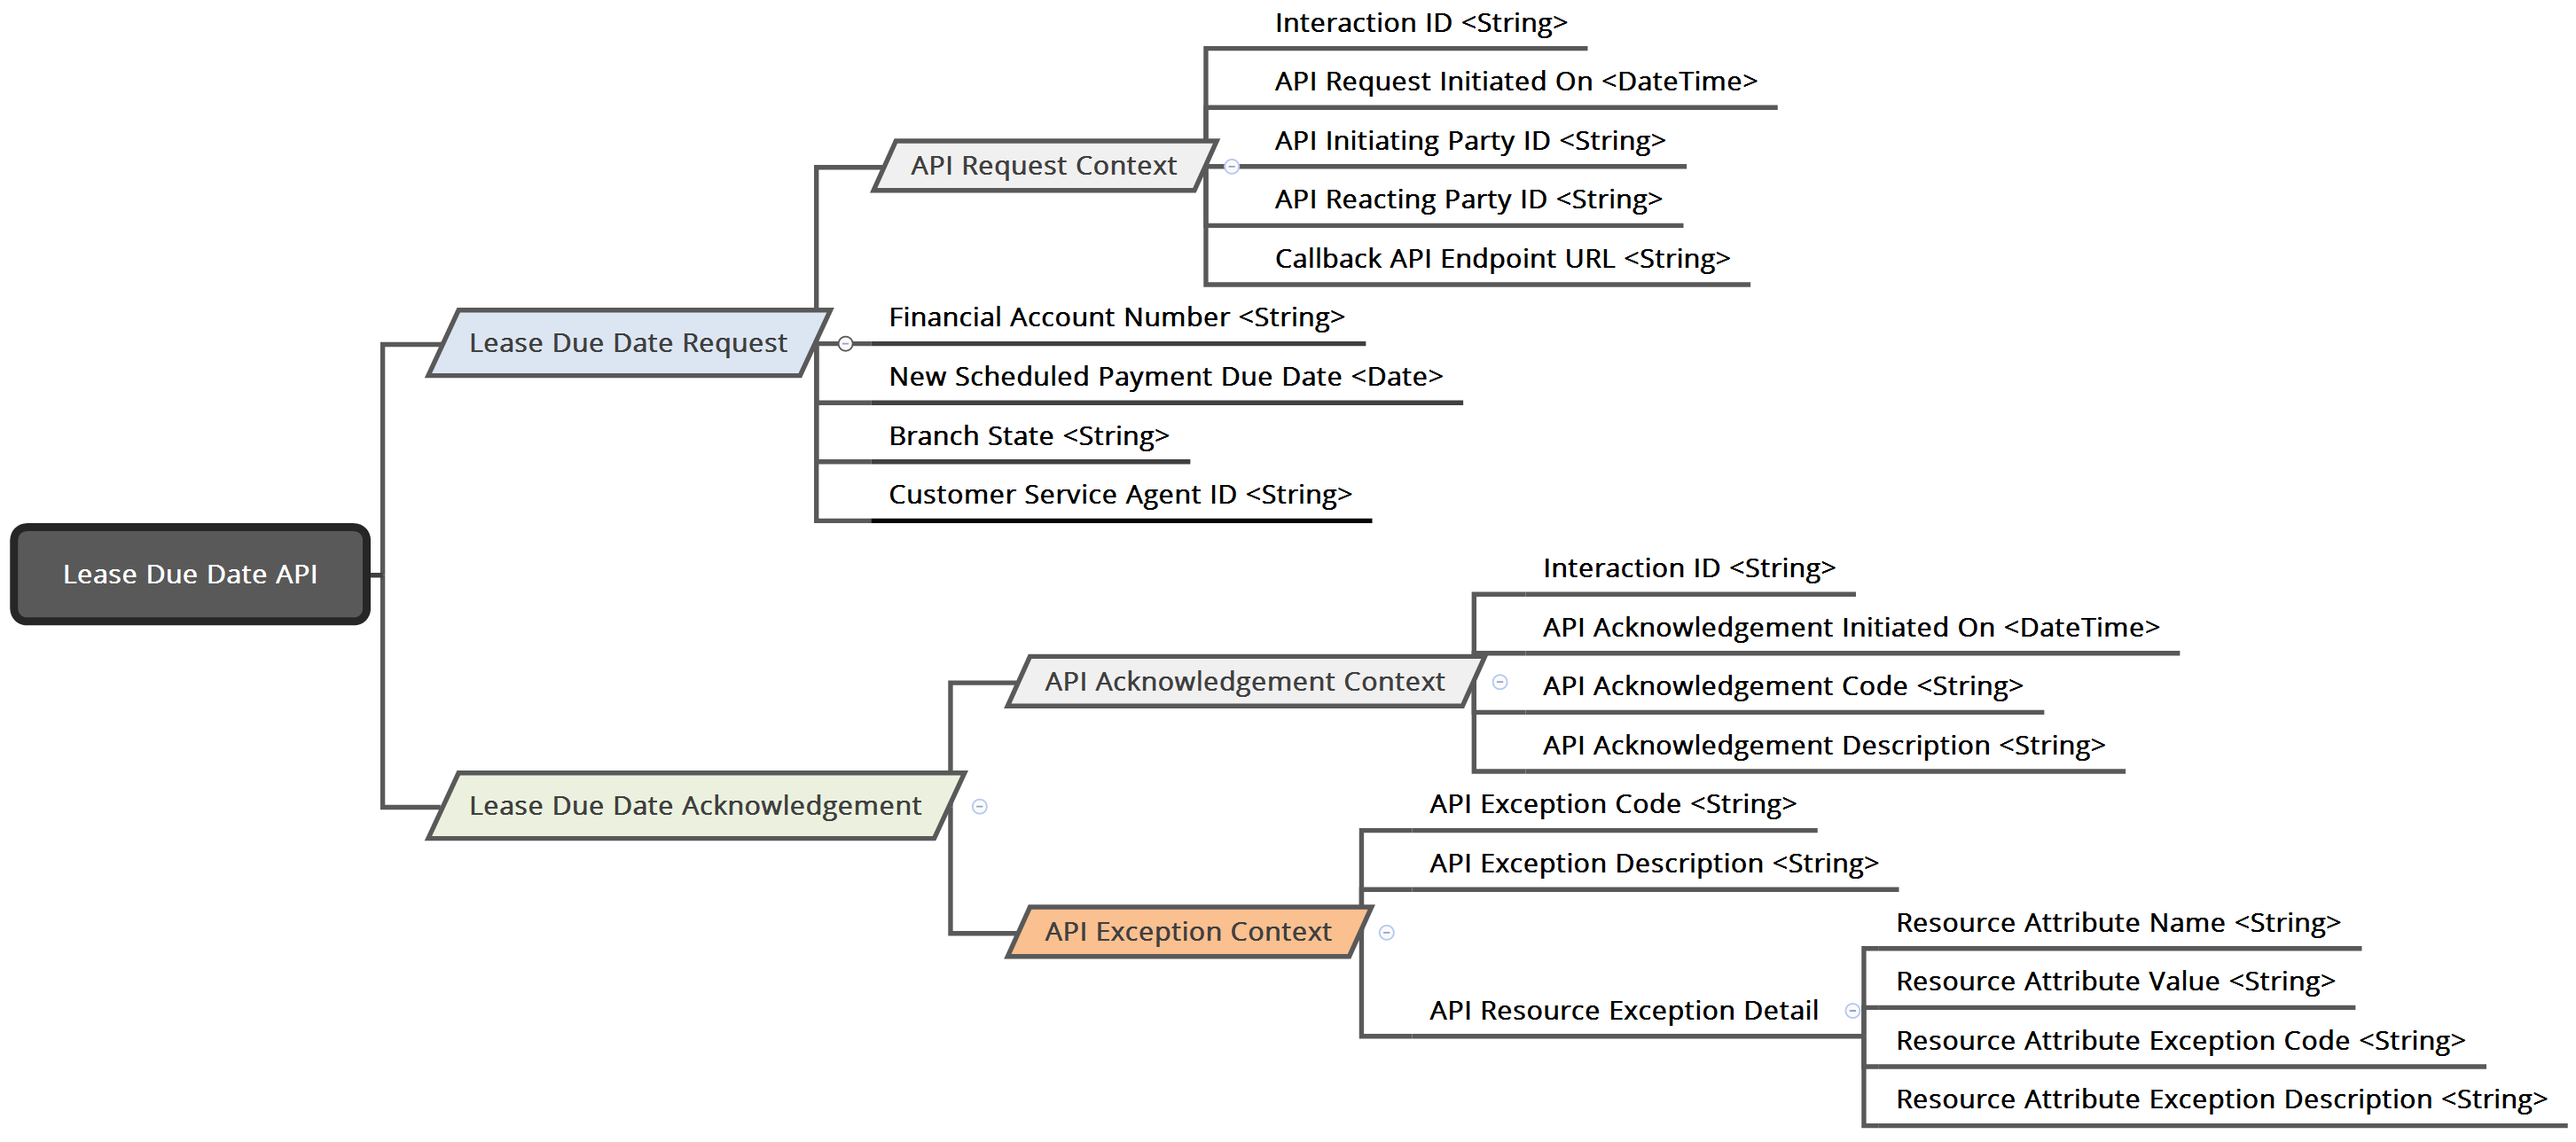 Interaction ID <String>
API Request Initiated On <DateTime>
API Initiating Party ID <String>
API Request Context
API Reacting Party ID <String>
Callback API Endpoint URL <String>
Financial Account Number <String>
Lease Due Date Request
New Scheduled Payment Due Date <Date>
Branch State <String>
Customer Service Agent ID <String>
Lease Due Date API
Interaction ID <String>
API Acknowledgement Initiated On <DateTime>
API Acknowledgement Context
API Acknowledgement Code <String>
API Acknowledgement Description <String>
Lease Due Date Acknowledgement
API Exception Code <String>
API Exception Description <String>
API Exception Context
API Resource Exception Detail
Resource Attribute Name <String>
Resource Attribute Value <String>
Resource Attribute Exception Code <String>
Resource Attribute Exception Description <String>